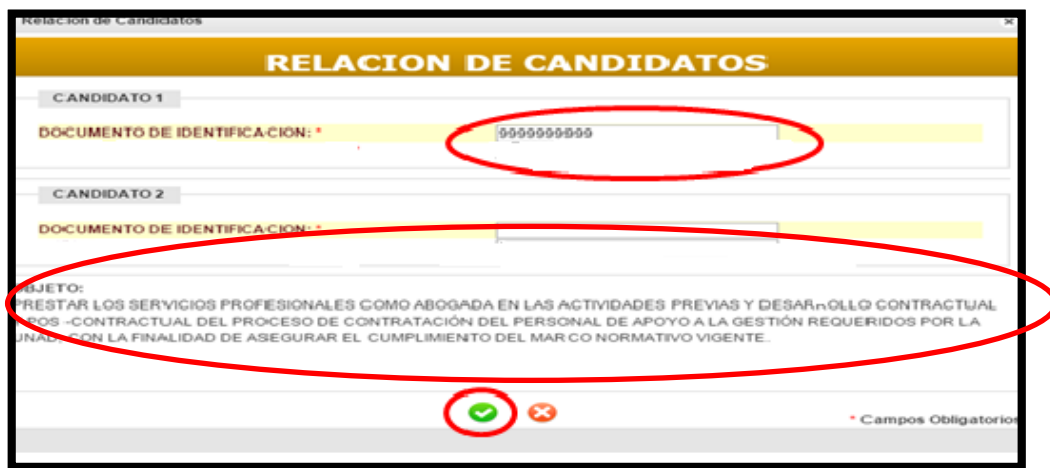 Relacion de Candidatos
RELACION DE CANDIDATOS
CANDIDATO 1
DOCUMENTO DE IDENTIFICACION: * 9999999999
CANDIDATO 2
DOCUMENTO DE IDENTIFICACION: *
OBJETO:
PRESTAR LOS SERVICIOS PROFESIONALES COMO ABOGADA EN LAS ACTIVIDADES PREVIAS Y DESARROLLO CONTRACTUAL
POS -CONTRACTUAL DEL PROCESO DE CONTRATACIÓN DEL PERSONAL DE APOYO A LA GESTIÓN REQUERIDOS POR LA
UNAD, CON LA FINALIDAD DE ASEGURAR EL CUMPLIMIENTO DEL MARCO NORMATIVO VIGENTE.
* Campos Obligatorios